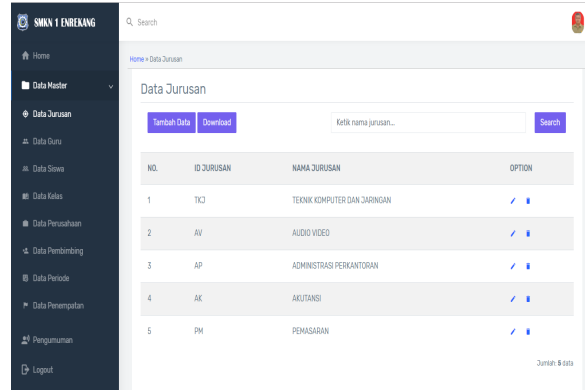 SMKN 1 ENREKANG
Search
Home
Data Master
Data Jurusan
Data Guru
Data Siswa
Data Kelas
Data Perusahaan
Data Pembimbing
Data Periode
Data Penempatan
Pengumuman
Logout
Home » Data Jurusan
Data Jurusan
Tambah Data Download Ketik nama jurusan... Search
NO. ID JURUSAN NAMA JURUSAN OPTION
1 TKJ TEKNIK KOMPUTER DAN JARINGAN
2 AV AUDIO VIDEO
3 AP ADMINISTRASI PERKANTORAN
4 AK AKUTANSI
5 PM PEMASARAN
Jumlah: 5 data